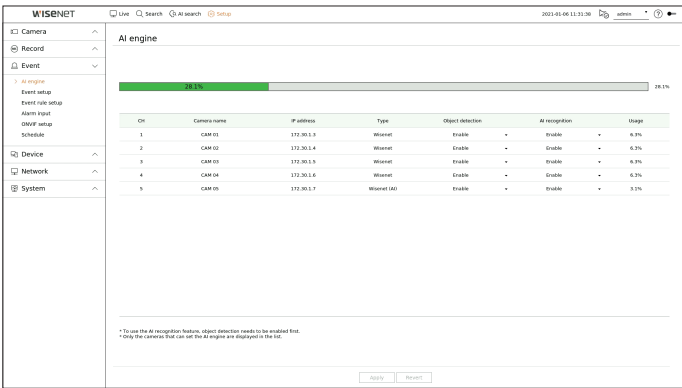 WISENET
Live Search AI search Setup
2021-01-06 11:31:38 admin ?
Camera
Record
Event
AI engine
Event setup
Event rule setup
Alarm input
ONVIF setup
Schedule
Device
Network
System
AI engine
28.1% 28.1%
CH Camera name IP address Type Object detection AI recognition Usage
1 CAM 01 172.30.1.3 Wisenet Enable Enable 6.3%
2 CAM 02 172.30.1.4 Wisenet Enable Enable 6.3%
3 CAM 03 172.30.1.5 Wisenet Enable Enable 6.3%
4 CAM 04 172.30.1.6 Wisenet Enable Enable 6.3%
5 CAM 05 172.30.1.7 Wisenet (AI) Enable Enable 3.1%
* To use the AI recognition feature, object detection needs to be enabled first.
* Only the cameras that can set the AI engine are displayed in the list.
Apply Revert